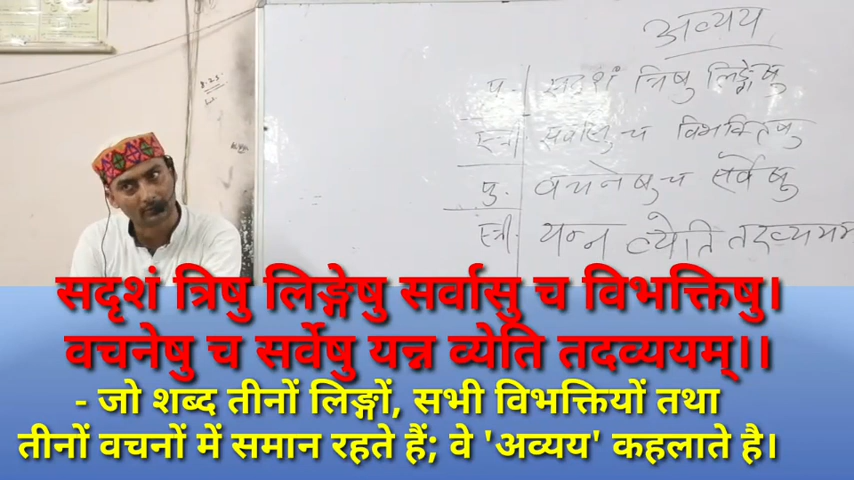 अव्यय
प. सदृशं त्रिषु लिङ्गेषु
स्त्री. सर्वासु च विभक्तिषु
पु. वचनेषु च सर्वेषु
स्त्री. यन्न व्येति तदव्ययम
सदृशं त्रिषु लिङ्गेषु सर्वासु च विभक्तिषु।
वचनेषु च सर्वेषु यन्न व्येति तदव्ययम्।।
- जो शब्द तीनों लिङ्गों, सभी विभक्तियों तथा
तीनों वचनों में समान रहते हैं; वे 'अव्यय' कहलाते है।